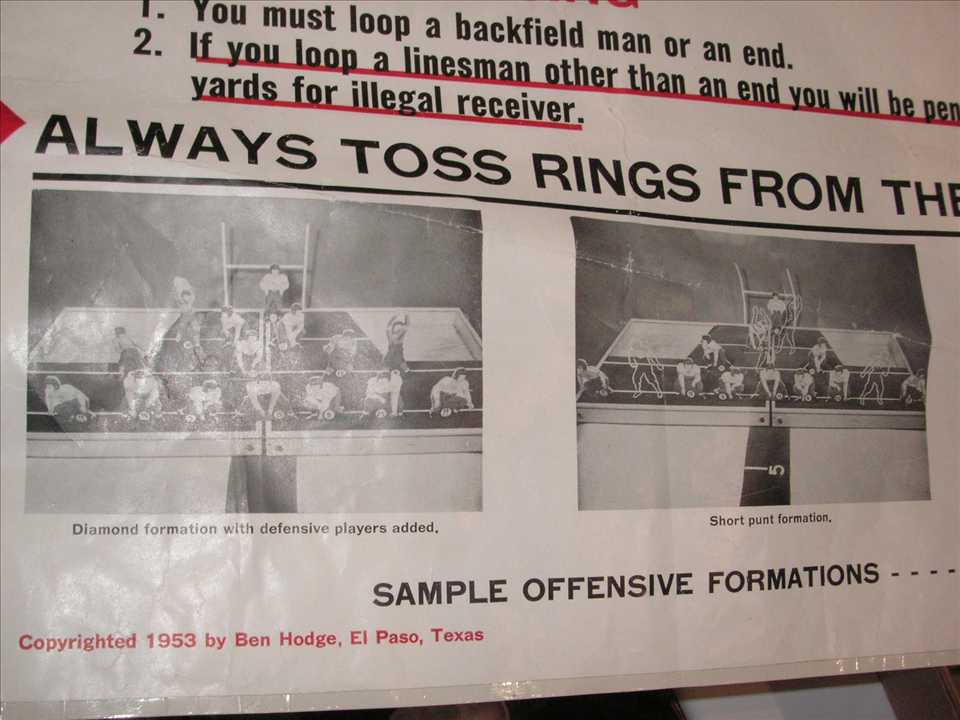 1. You must loop a backfield man or an end.
2. If you loop a linesman other than an end you will be
yards for illegal receiver.
ALWAYS TOSS RINGS FROM THE
5
Diamond formation with defensive players added.
Short punt formation.
SAMPLE OFFENSIVE FORMATIONS - - - -
Copyrighted 1953 by Ben Hodge, El Paso, Texas